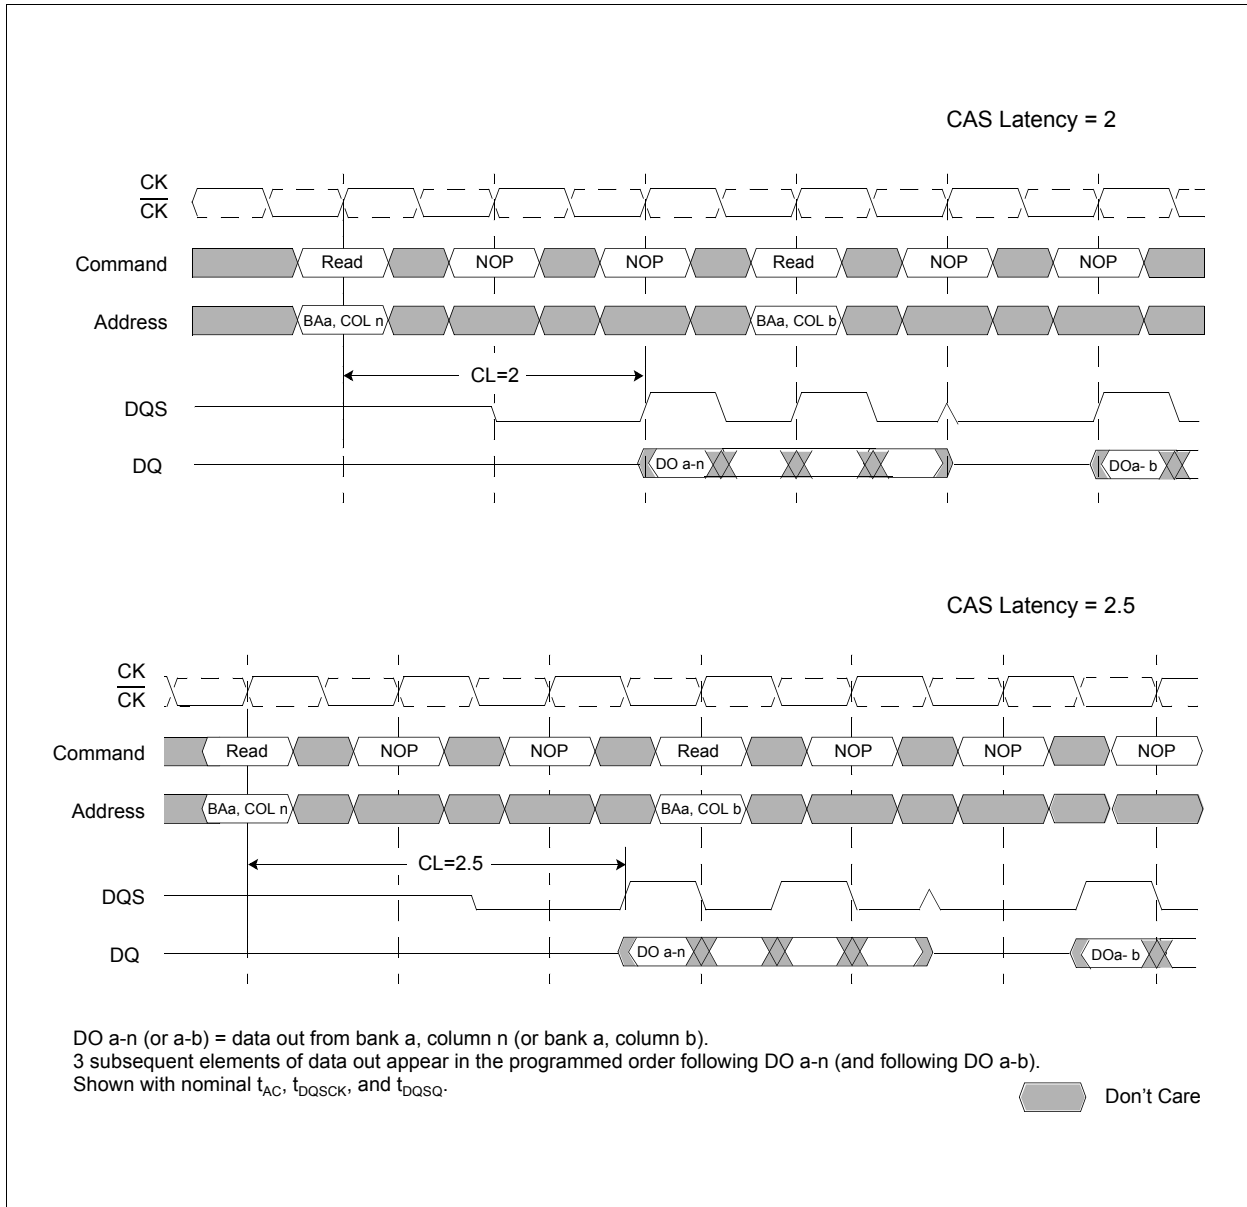 CAS Latency = 2
CK
CK
Command
Read
NOP
NOP
Read
NOP
NOP
Address
BAa, COL n
BAa, COL b
CL=2
DQS
DQ
DO a-n
DOa- b
CAS Latency = 2.5
CK
CK
Command
Read
NOP
NOP
Read
NOP
NOP
NOP
Address
BAa, COL n
BAa, COL b
CL=2.5
DQS
DQ
DO a-n
DOa- b
DO a-n (or a-b) = data out from bank a, column n (or bank a, column b).
3 subsequent elements of data out appear in the programmed order following DO a-n (and following DO a-b).
Shown with nominal tAC, tDQSCK, and tDQSQ.
Don't Care